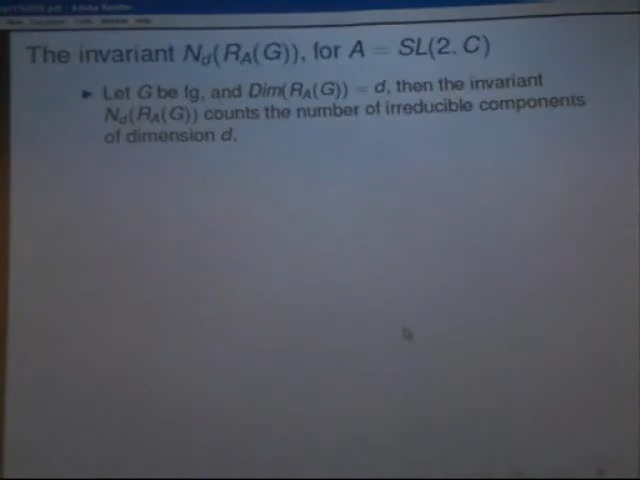 The invariant N_d(R_A(G)), for A = SL(2, C)
► Let G be fg, and Dim(R_A(G)) = d, then the invariant
N_d(R_A(G)) counts the number of irreducible components
of dimension d.